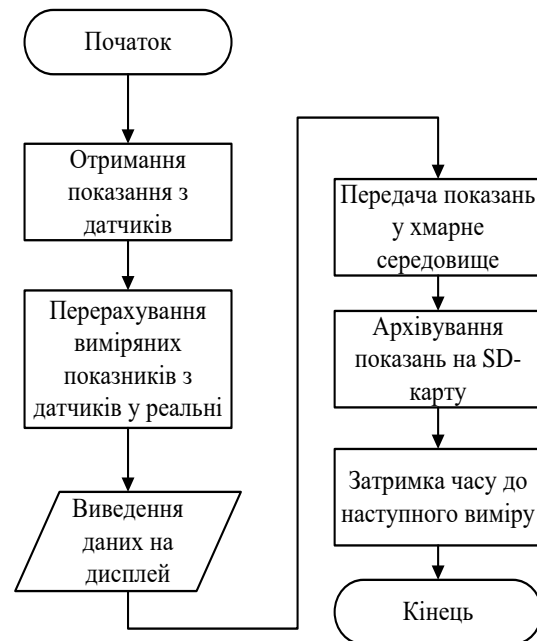 Початок
Отримання
показання з
датчиків
Перерахування
виміряних
показників з
датчиків у реальні
Виведення
даних на
дисплей
Передача показань
у хмарне
середовище
Архівування
показань на SD-
карту
Затримка часу до
наступного виміру
Кінець